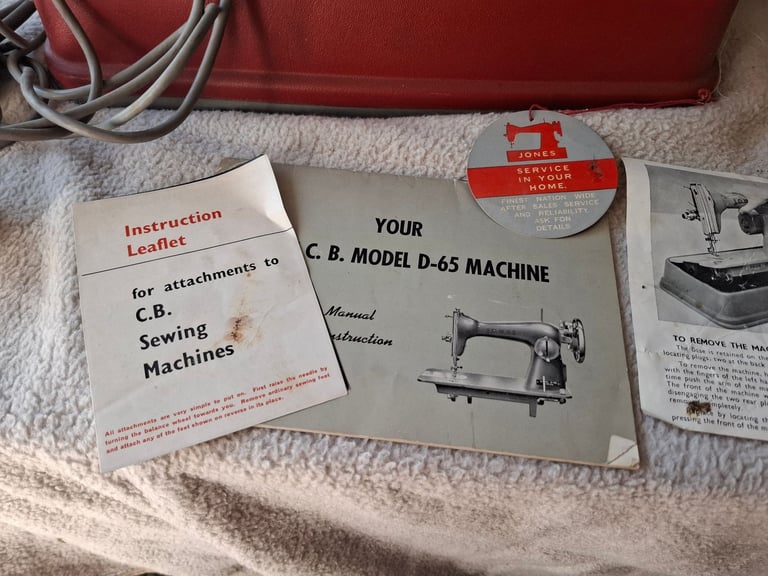 Instruction
Leaflet
for attachments to
C.B.
Sewing
Machines
All attachments are very simple to put on. First raise the needle by
turning the balance wheel towards you. Remove ordinary sewing foot
and attach any of the feet shown on reverse in its place.
YOUR
C. B. MODEL D-65 MACHINE
Manual
JONES
JONES
SERVICE
IN YOUR
HOME.
FINEST NATION WIDE
AFTER SALES SERVICE
AND RELIABILITY.
ASK FOR
DETAILS
TO REMOVE THE
The base is retained on the
locating plugs, two at the back
To remove the machine
with the fingers of the left
time push the arm of the
The front of the machine
disengaging the two rear
completely
by locating the
pressing the front of the